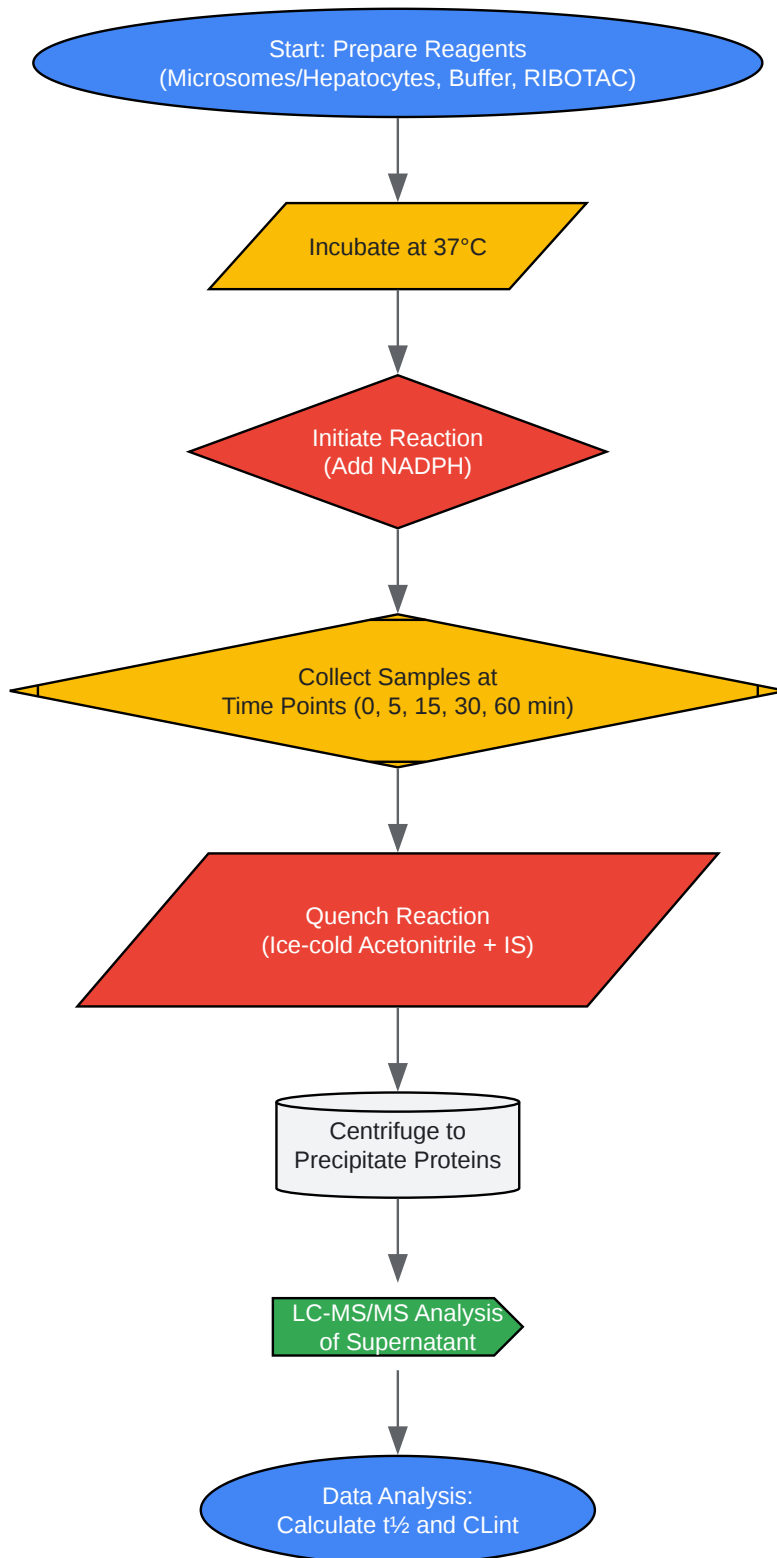 Start: Prepare Reagents
(Microsomes/Hepatocytes, Buffer, RIBOTAC)
Incubate at 37°C
Initiate Reaction
(Add NADPH)
Collect Samples at
Time Points (0, 5, 15, 30, 60 min)
Quench Reaction
(Ice-cold Acetonitrile + IS)
Centrifuge to
Precipitate Proteins
LC-MS/MS Analysis
of Supernatant
Data Analysis:
Calculate t½ and CLint